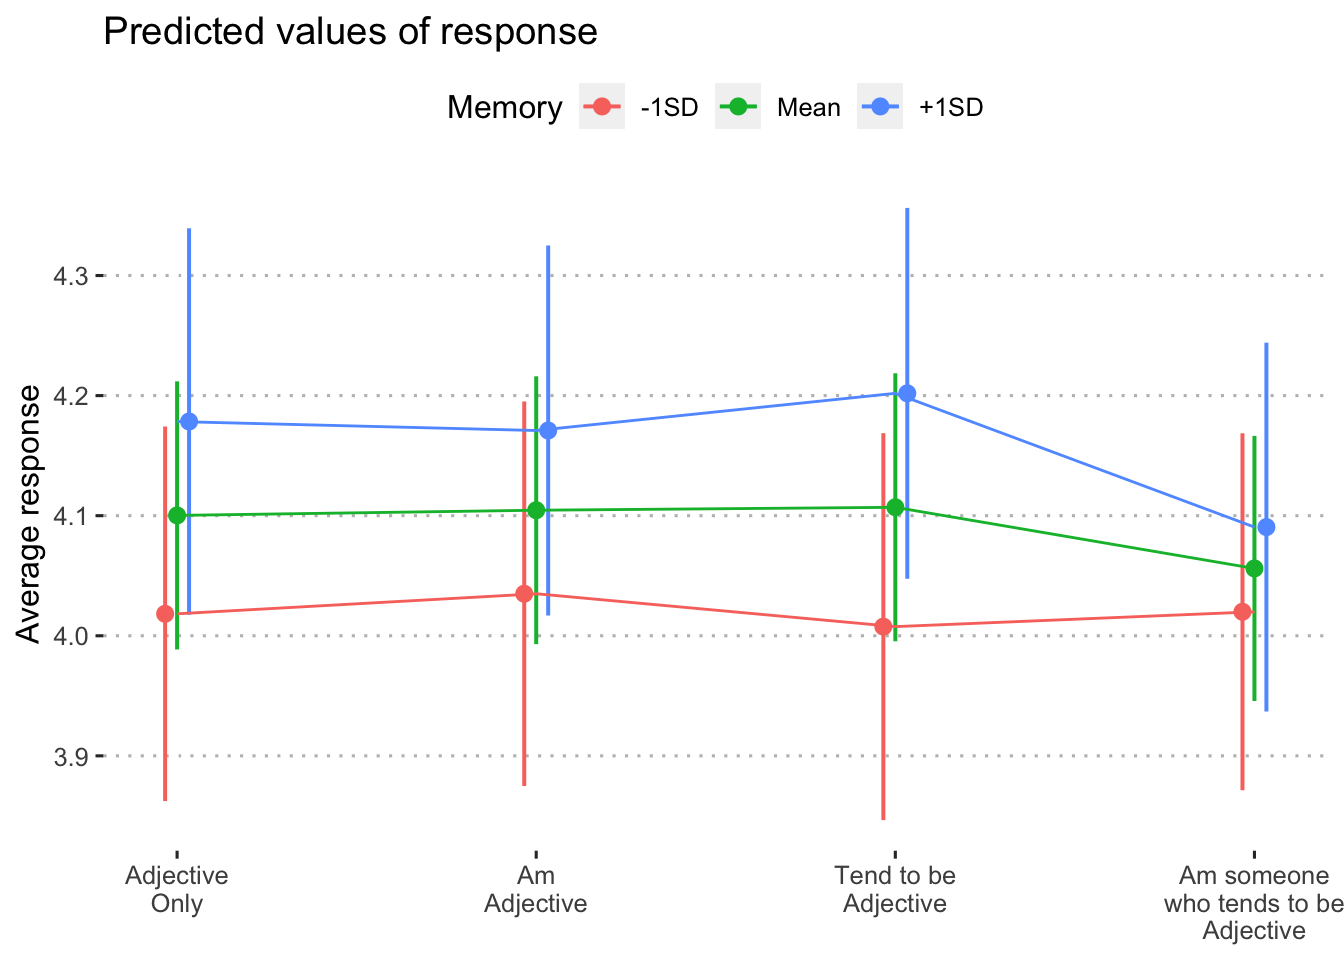 Predicted values of response
Memory -1SD Mean +1SD
Average response
4.3
4.2
4.1
4.0
3.9
Adjective
Only
Am
Adjective
Tend to be
Adjective
Am someone
who tends to be
Adjective